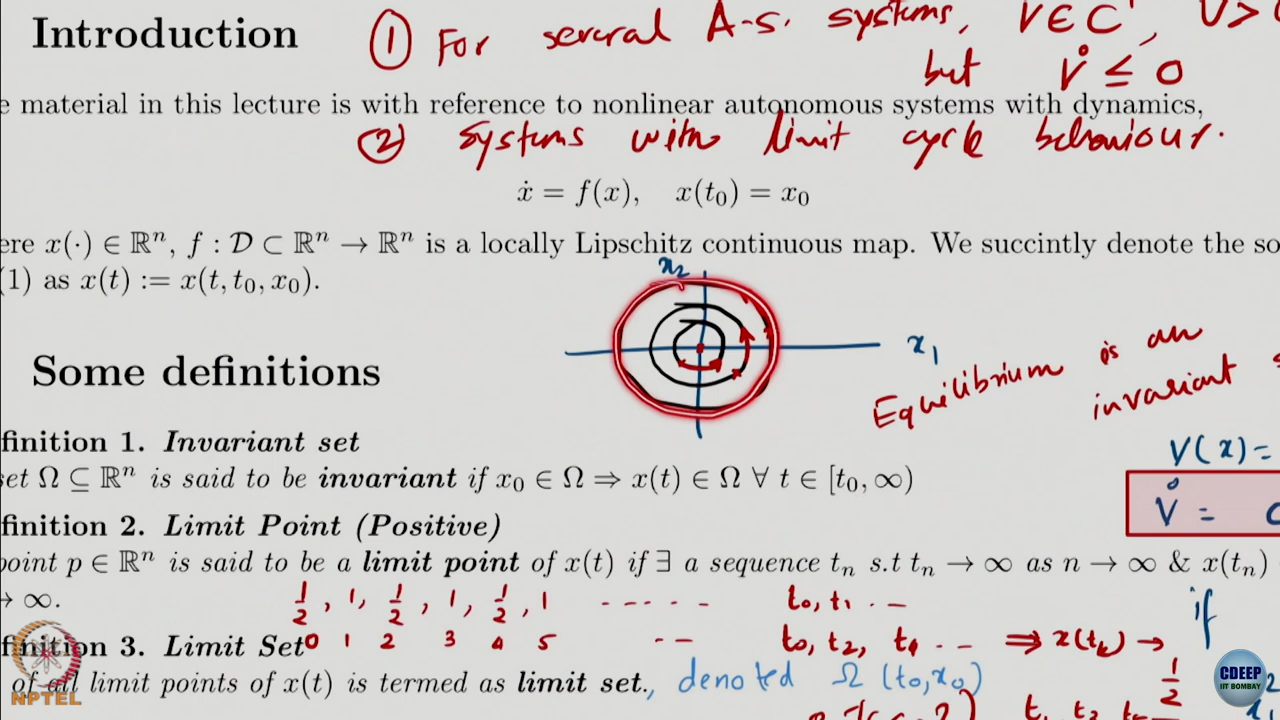 Introduction
① For several A.S. systems, V ∈ C¹, V >
but V̇ ≤ 0
e material in this lecture is with reference to nonlinear autonomous systems with dynamics,
② Systems with limit cycle behaviour.
ẋ = f(x), x(t₀) = x₀
ere x(·) ∈ ℝⁿ, f : 𝒟 ⊂ ℝⁿ → ℝⁿ is a locally Lipschitz continuous map. We succintly denote the so
(1) as x(t) := x(t, t₀, x₀).
x₂
x₁
Equilibrium is an
invariant
Some definitions
finition 1. Invariant set
V(x) =
set Ω ⊆ ℝⁿ is said to be invariant if x₀ ∈ Ω ⇒ x(t) ∈ Ω ∀ t ∈ [t₀, ∞)
V̇ =
finition 2. Limit Point (Positive)
point p ∈ ℝⁿ is said to be a limit point of x(t) if ∃ a sequence tₙ s.t tₙ → ∞ as n → ∞ & x(tₙ)
→ ∞.
1/2, 1, 1/2, 1, 1/2, 1 ----- t₀, t₁ --
if
finition 3. Limit Set
0 1 2 3 4 5 -- t₀, t₂, t₄ -- ⇒ x(tₖ) → 1/2
of all limit points of x(t) is termed as limit set., denoted Ω (t₀, x₀)
NPTEL
CDEEP
IIT BOMBAY